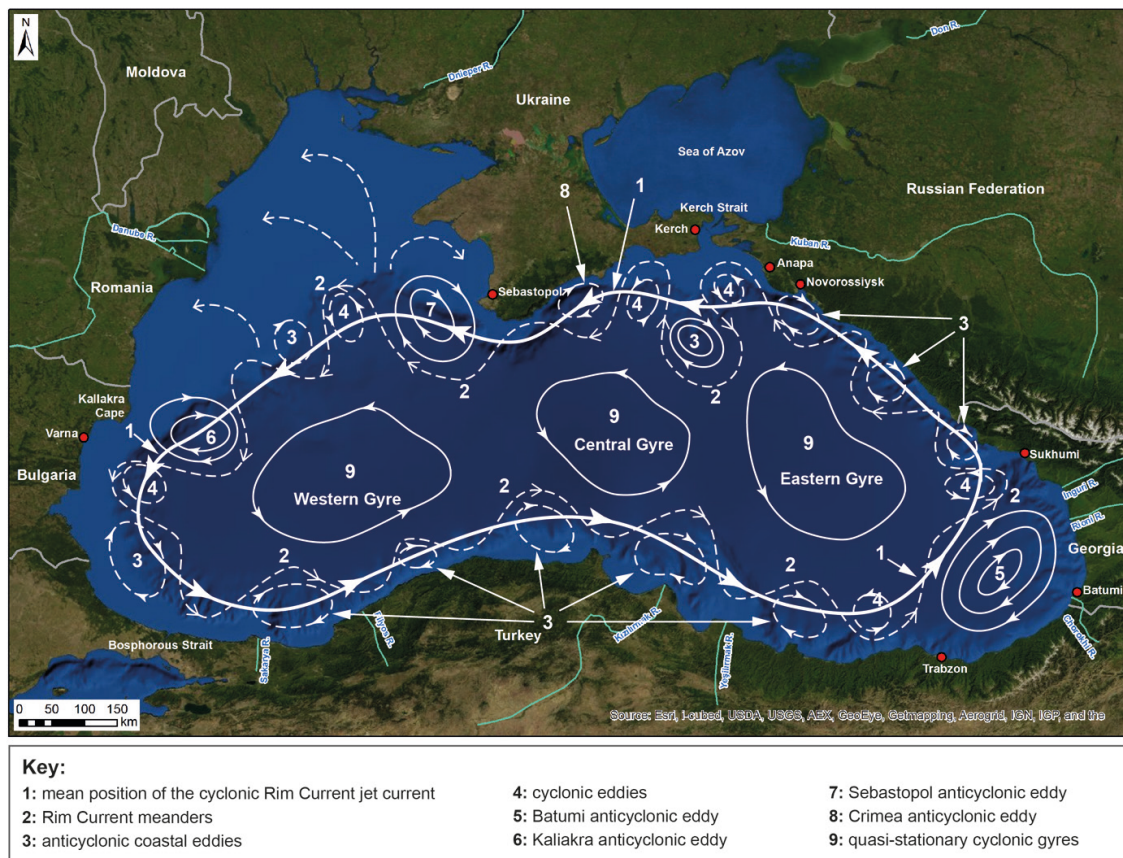 N
Don R.
Moldova
Dnieper R.
Ukraine
Sea of Azov
8
1
Russian Federation
Kerch Strait
Kerch
Danube R.
Kuban R.
Anapa
2
Romania
Sebastopol
4
Novorossiysk
4
7
4
3
3
3
Kallakra
Cape
2
2
1
6
9
9
Varna
Central Gyre
Sukhumi
Bulgaria
9
Eastern Gyre
4
Western Gyre
2
4
2
Inguri R.
Rioni R.
3
2
1
Georgia
2
5
4
Batumi
3
Turkey
Filyos R.
Kızılırmak R.
Chorokhi R.
Bosphorous Strait
Sakarya R.
Yeşilırmak R.
Trabzon
0 50 100 150
km
Source: Esri, i-cubed, USDA, USGS, AEX, GeoEye, Getmapping, Aerogrid, IGN, IGP, and the
Key:
1: mean position of the cyclonic Rim Current jet current
2: Rim Current meanders
3: anticyclonic coastal eddies
4: cyclonic eddies
5: Batumi anticyclonic eddy
6: Kaliakra anticyclonic eddy
7: Sebastopol anticyclonic eddy
8: Crimea anticyclonic eddy
9: quasi-stationary cyclonic gyres